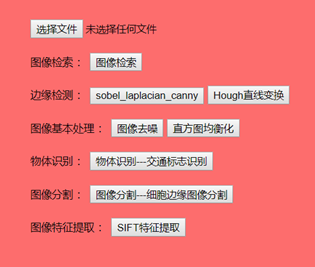 选择文件 未选择任何文件
图像检索： 图像检索
边缘检测： sobel_laplacian_canny Hough直线变换
图像基本处理： 图像去噪 直方图均衡化
物体识别： 物体识别---交通标志识别
图像分割： 图像分割---细胞边缘图像分割
图像特征提取： SIFT特征提取